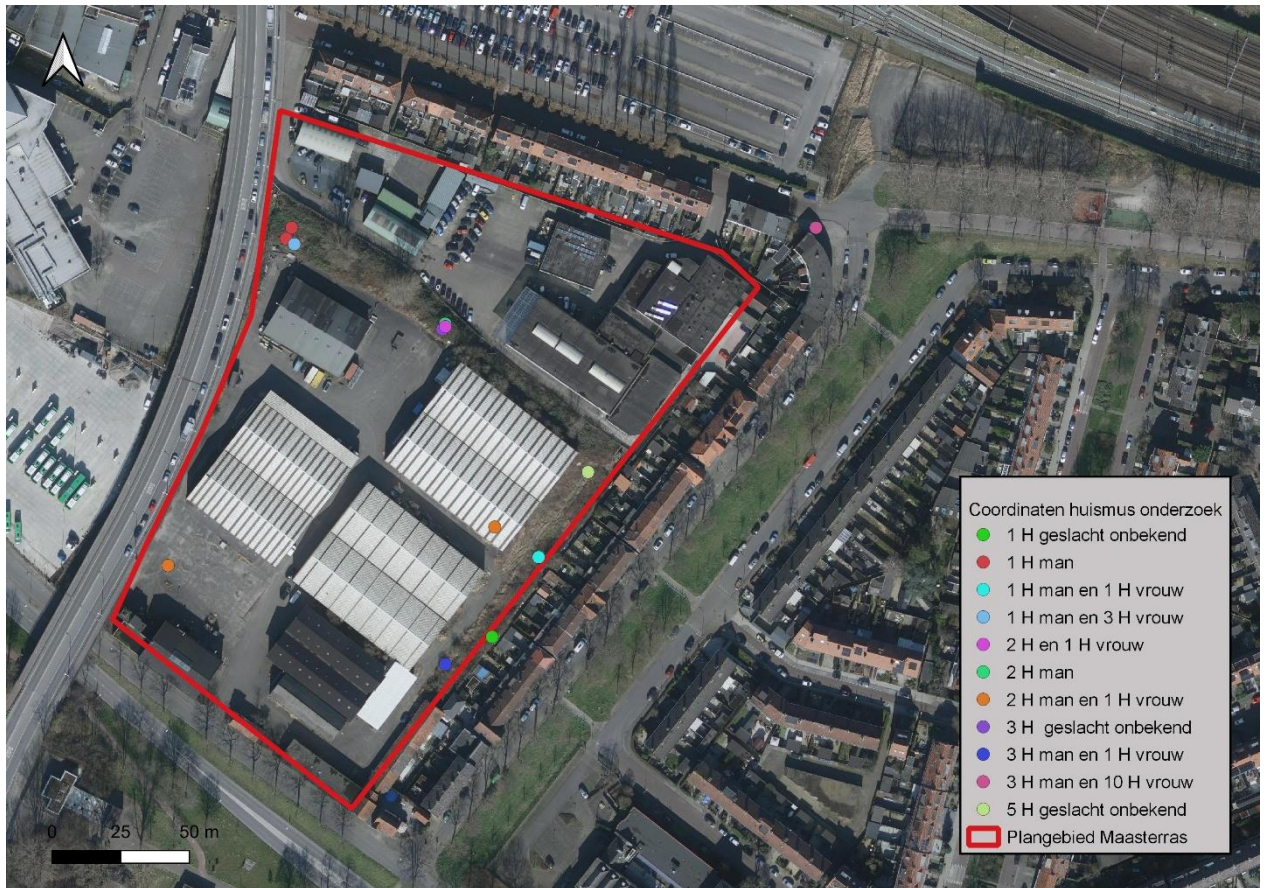 Coordinaten huismus onderzoek
1 H geslacht onbekend
1 H man
1 H man en 1 H vrouw
1 H man en 3 H vrouw
2 H en 1 H vrouw
2 H man
2 H man en 1 H vrouw
3 H geslacht onbekend
3 H man en 1 H vrouw
3 H man en 10 H vrouw
5 H geslacht onbekend
Plangebied Maasterras
0 25 50 m